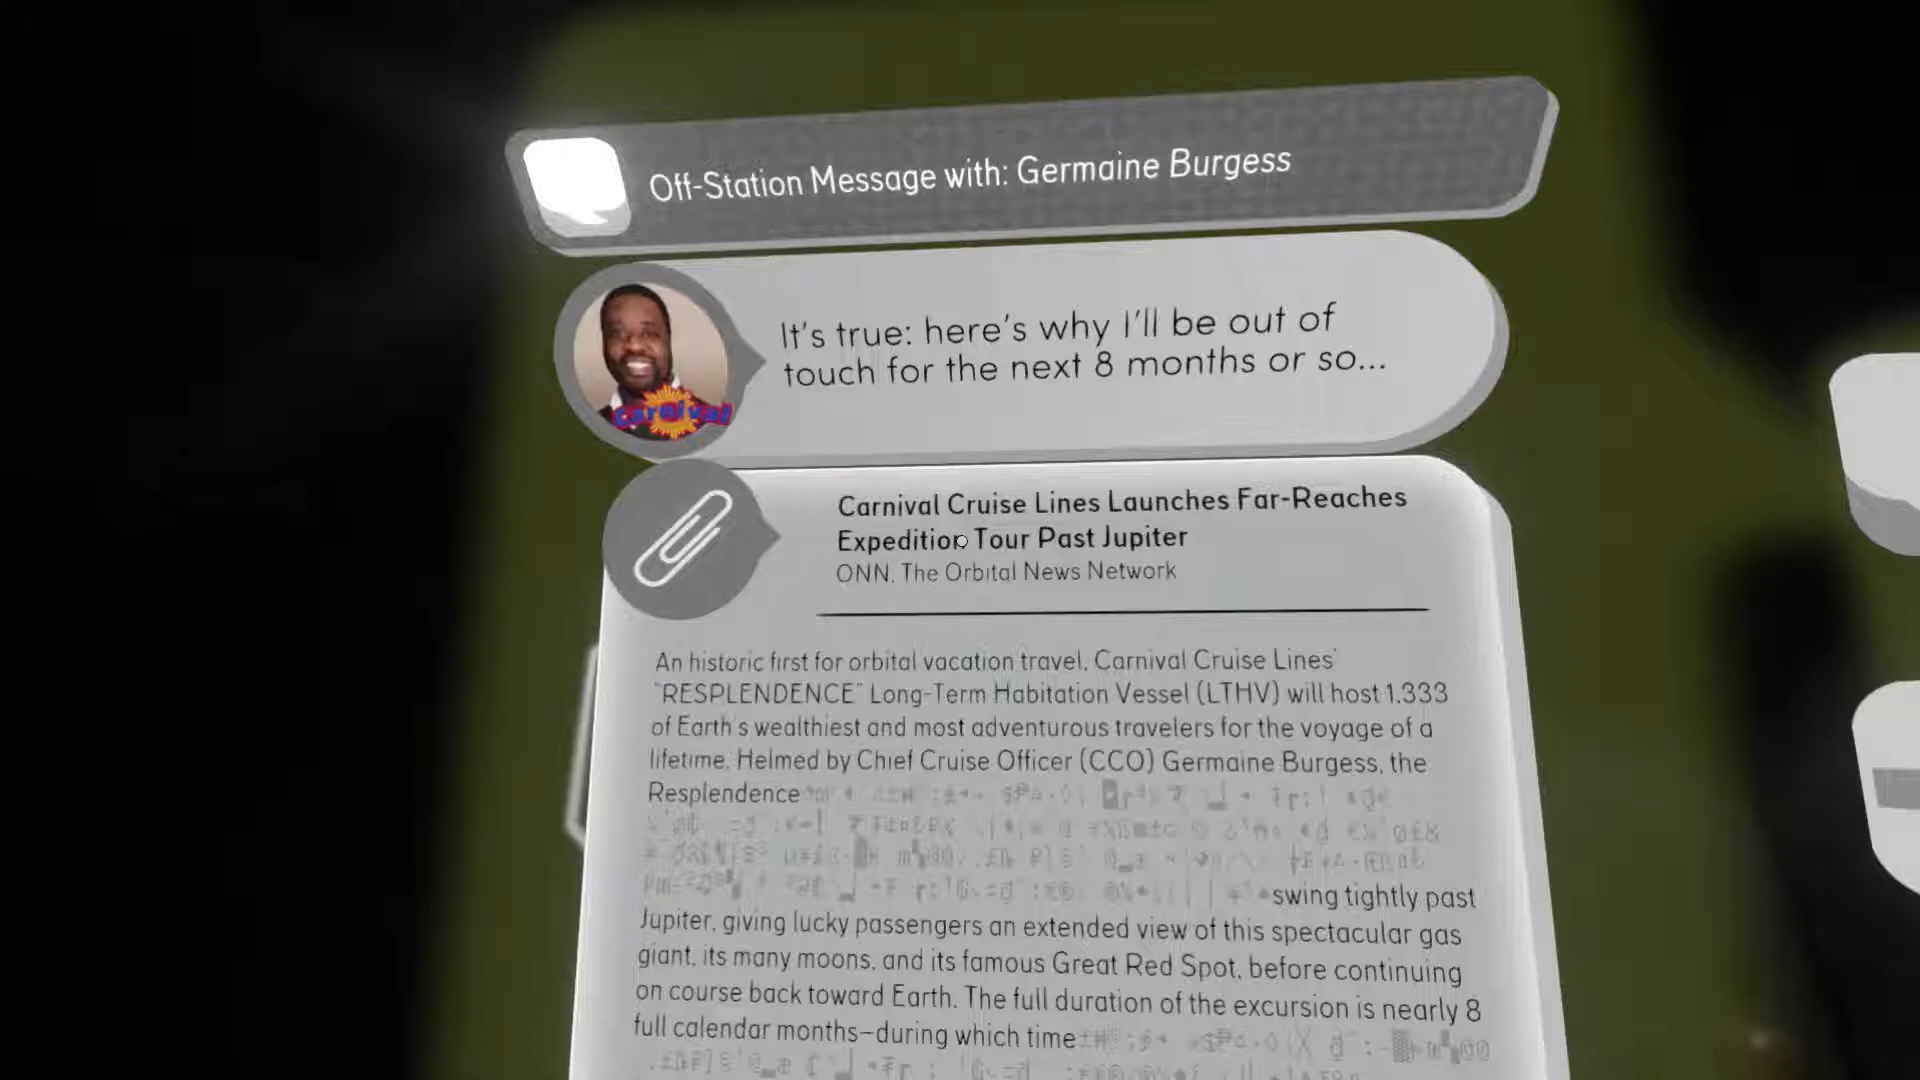 Off-Station Message with: Germaine Burgess
It's true: here's why I'll be out of
touch for the next 8 months or so...
Carnival
Carnival Cruise Lines Launches Far-Reaches
Expedition Tour Past Jupiter
ONN, The Orbital News Network
An historic first for orbital vacation travel, Carnival Cruise Lines'
"RESPLENDENCE" Long-Term Habitation Vessel (LTHV) will host 1,333
of Earth's wealthiest and most adventurous travelers for the voyage of a
lifetime. Helmed by Chief Cruise Officer (CCO) Germaine Burgess, the
Resplendence
swing tightly past
Jupiter, giving lucky passengers an extended view of this spectacular gas
giant, its many moons, and its famous Great Red Spot, before continuing
on course back toward Earth. The full duration of the excursion is nearly 8
full calendar months—during which time